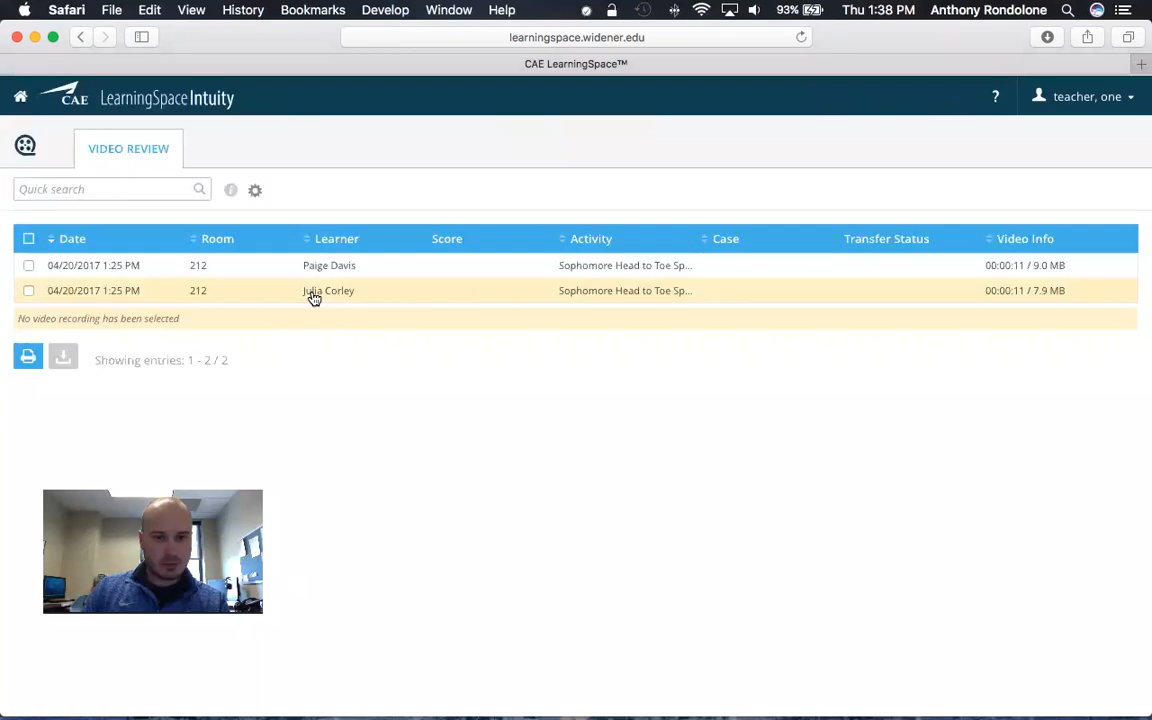 Safari File Edit View History Bookmarks Develop Window Help 93% Thu 1:38 PM Anthony Rondolone
learningspace.widener.edu
CAE LearningSpace™
CAE LearningSpace Intuity ? teacher, one
VIDEO REVIEW
Quick search
Date Room Learner Score Activity Case Transfer Status Video Info
04/20/2017 1:25 PM 212 Paige Davis Sophomore Head to Toe Sp... 00:00:11 / 9.0 MB
04/20/2017 1:25 PM 212 Julia Corley Sophomore Head to Toe Sp... 00:00:11 / 7.9 MB
No video recording has been selected
Showing entries: 1 - 2 / 2